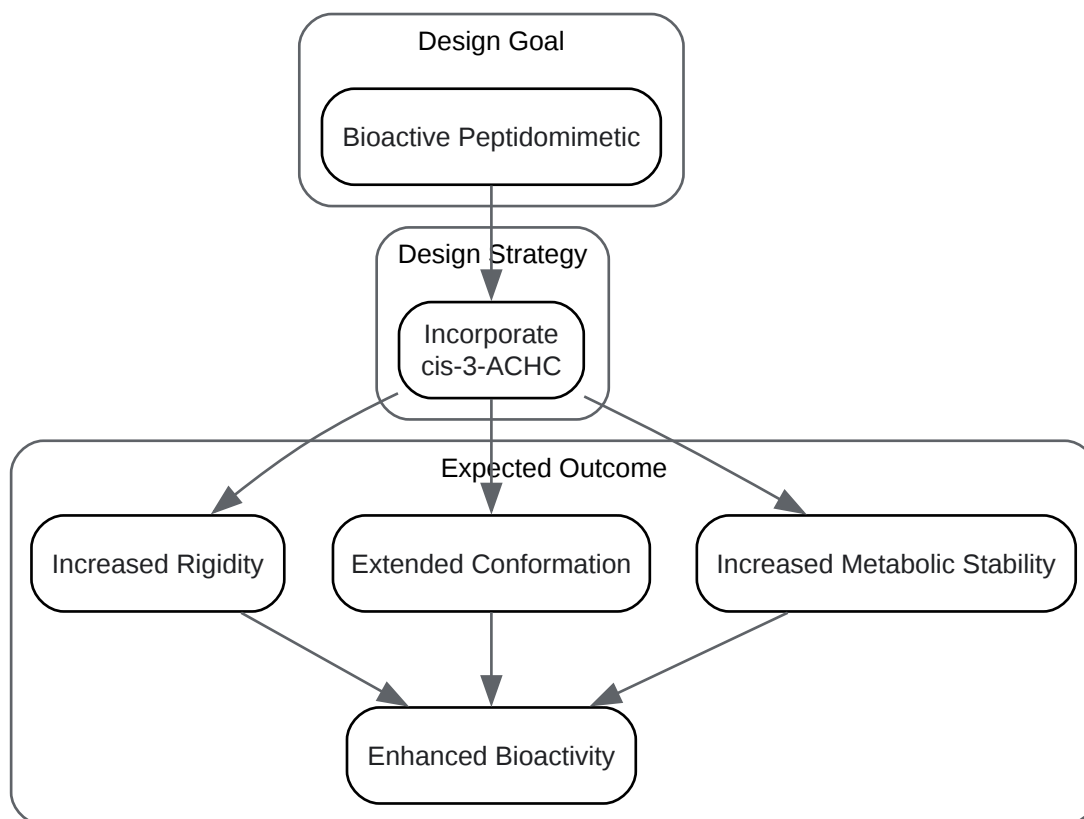 Design Goal
Bioactive Peptidomimetic
Design Strategy
Incorporate
cis-3-ACHC
Expected Outcome
Increased Rigidity
Extended Conformation
Increased Metabolic Stability
Enhanced Bioactivity